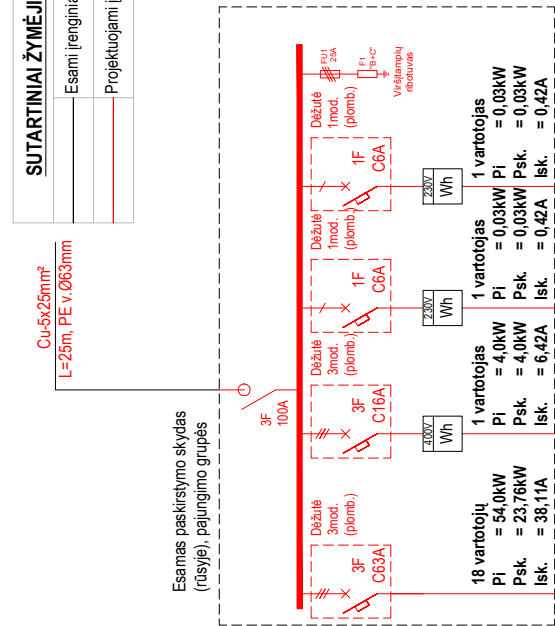 SUTARTINIAI ŽYMĖJI
Esami įrenginia
Projektuojami į
Cu-5x25mm²
L=25m, PE v.Ø63mm
Esamas paskirstymo skydas
(rūsyje), pajungimo grupės
3F
100A
Dėžutė
3mod.
(plomb.)
3F
C63A
18 vartotojų
Pi = 54,0kW
Psk. = 23,76kW
Isk. = 38,11A
Dėžutė
3mod.
(plomb.)
3F
C16A
400V
Wh
1 vartotojas
Pi = 4,0kW
Psk. = 4,0kW
Isk. = 6,42A
Dėžutė
1mod.
(plomb.)
1F
C6A
230V
Wh
1 vartotojas
Pi = 0,03kW
Psk. = 0,03kW
Isk. = 0,42A
Dėžutė
1mod.
(plomb.)
1F
C6A
230V
Wh
1 vartotojas
Pi = 0,03kW
Psk. = 0,03kW
Isk. = 0,42A
FU1
25A
F1
"B+C"
Viršįtampių
ribotuvas